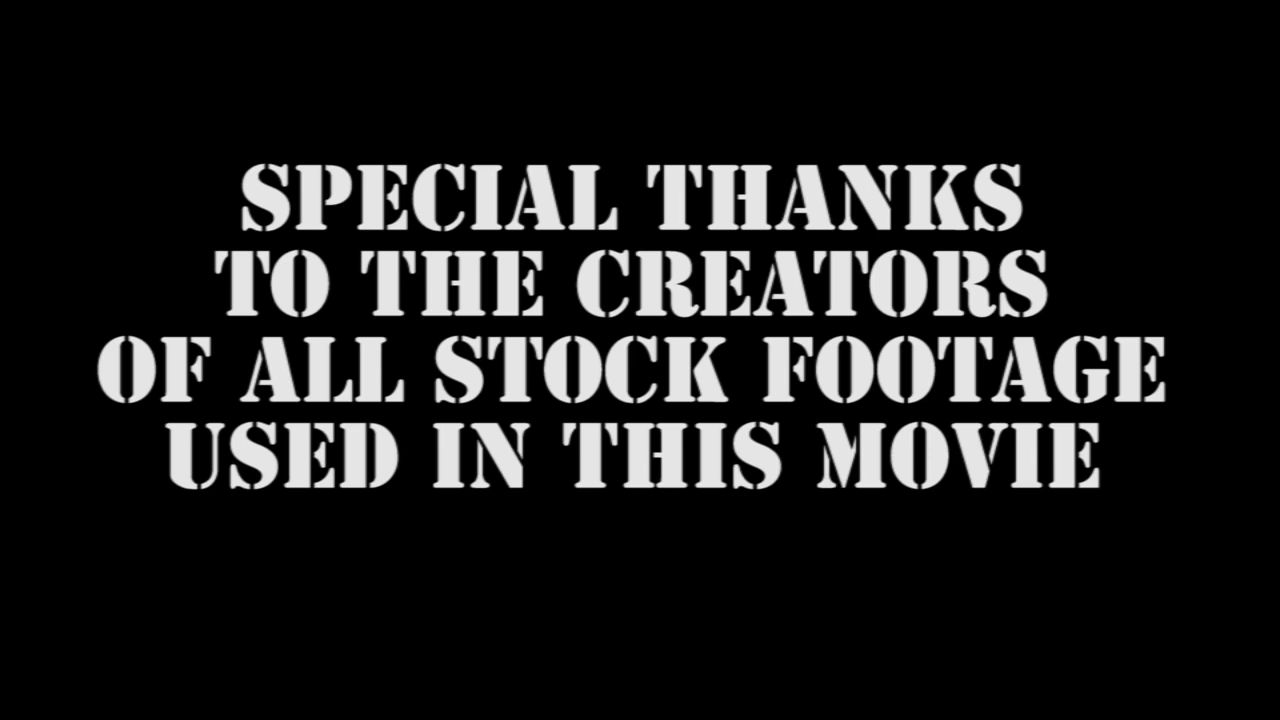 SPECIAL THANKS
TO THE CREATORS
OF ALL STOCK FOOTAGE
USED IN THIS MOVIE